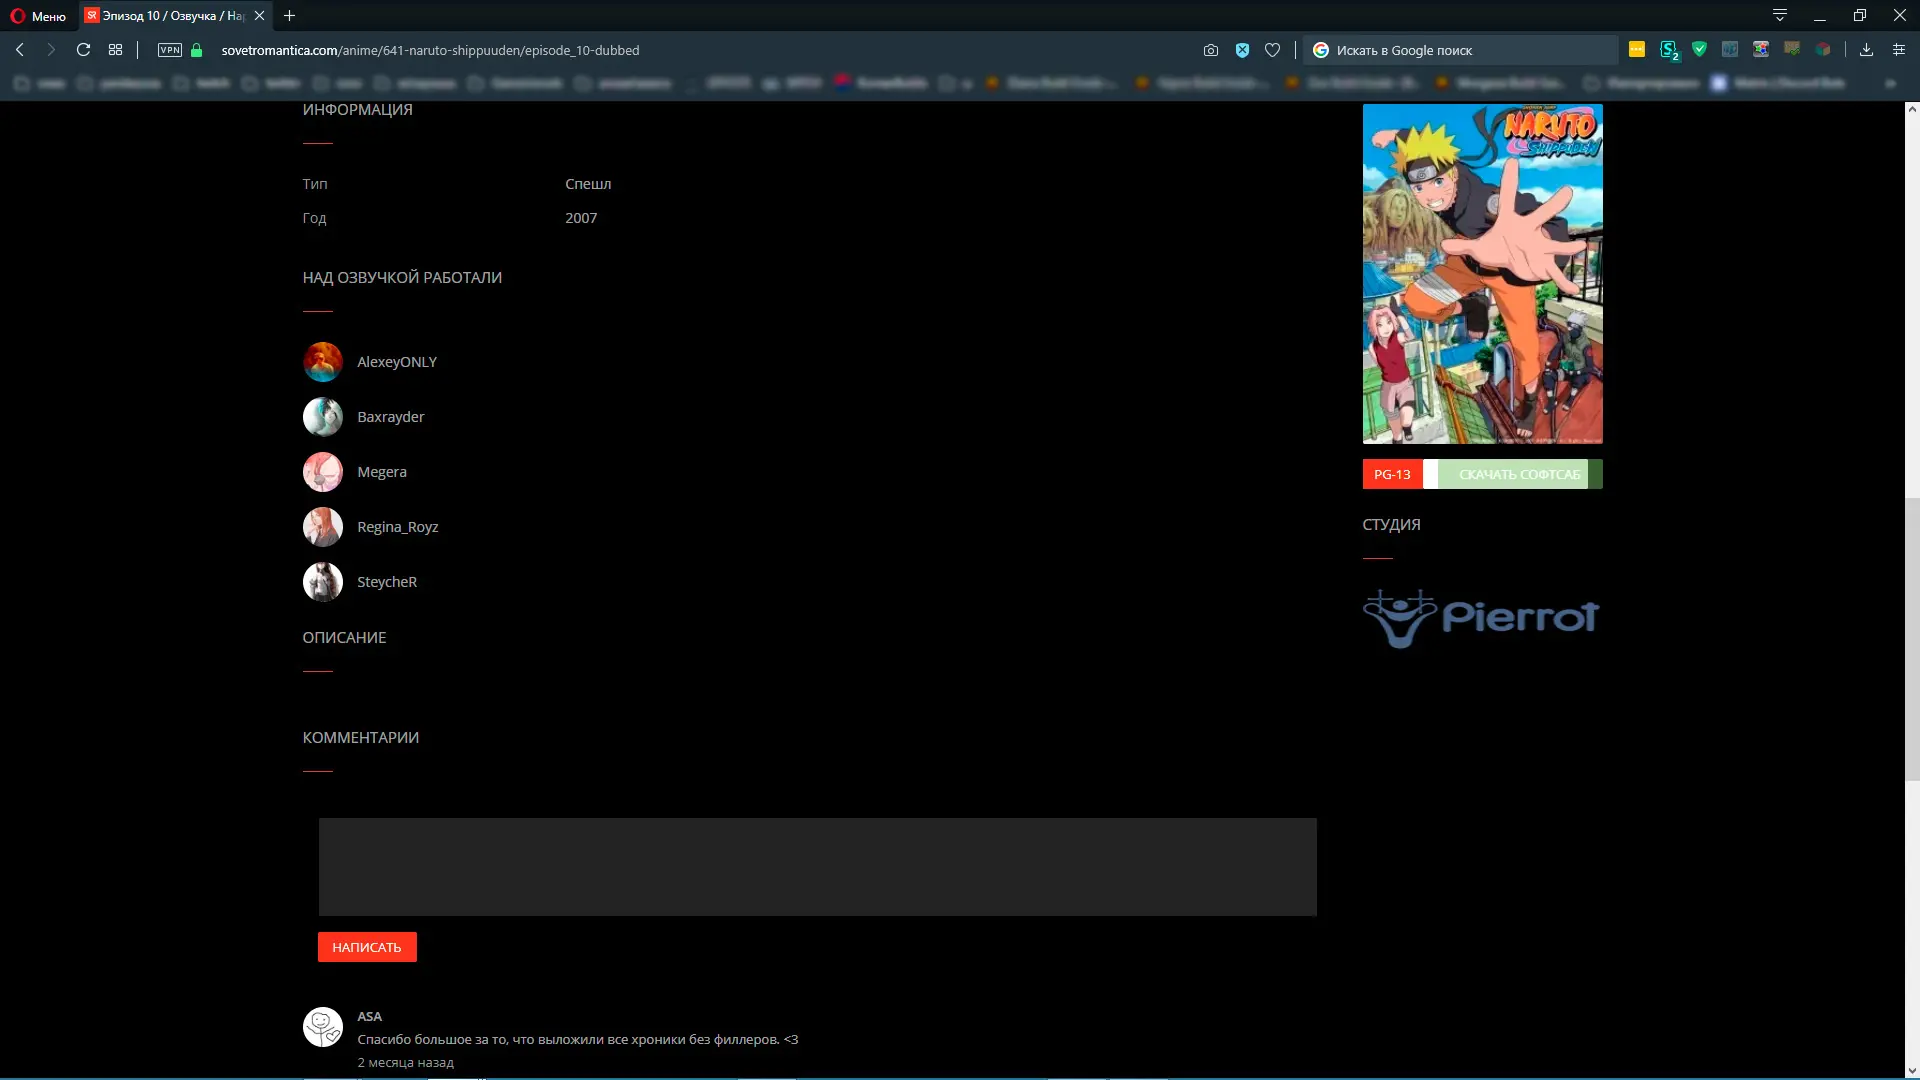 Меню
Эпизод 10 / Озвучка / На
VPN
sovetromantica.com/anime/641-naruto-shippuuden/episode_10-dubbed
Искать в Google поиск
2
ИНФОРМАЦИЯ
Тип Спешл
Год 2007
НАД ОЗВУЧКОЙ РАБОТАЛИ
AlexeyONLY
Baxrayder
Megera
Regina_Royz
SteycheR
ОПИСАНИЕ
КОММЕНТАРИИ
НАПИСАТЬ
ASA
Спасибо большое за то, что выложили все хроники без филлеров. <3
2 месяца назад
NARUTO
SHIPPUDEN
PG-13 СКАЧАТЬ СОФТСАБ
СТУДИЯ
Pierrot